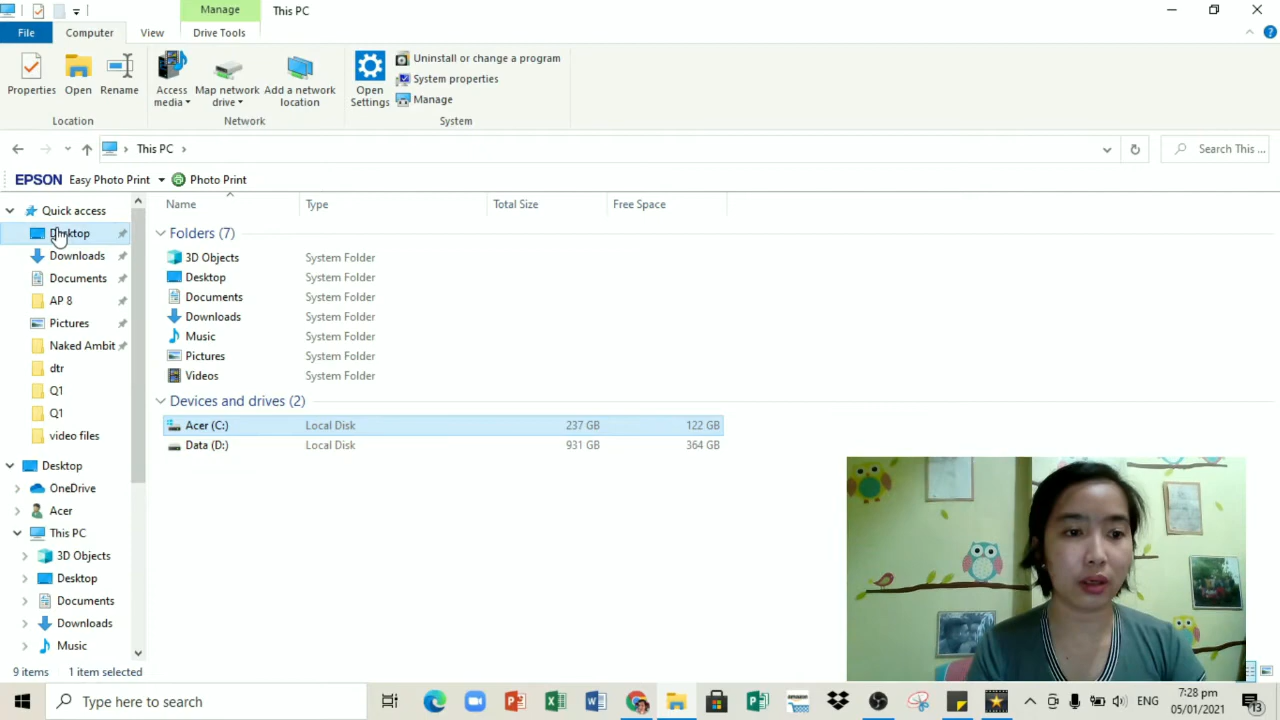 Manage
This PC
File
Computer
View
Drive Tools
Properties
Open
Rename
Access media
Map network drive
Add a network location
Open Settings
Uninstall or change a program
System properties
Manage
Location
Network
System
This PC
Search This ...
EPSON Easy Photo Print
Photo Print
Quick access
Desktop
Downloads
Documents
AP 8
Pictures
Naked Ambit
dtr
Q1
Q1
video files
Desktop
OneDrive
Acer
This PC
3D Objects
Desktop
Documents
Downloads
Music
Name Type Total Size Free Space
Folders (7)
3D Objects System Folder
Desktop System Folder
Documents System Folder
Downloads System Folder
Music System Folder
Pictures System Folder
Videos System Folder
Devices and drives (2)
Acer (C:) Local Disk 237 GB 122 GB
Data (D:) Local Disk 931 GB 364 GB
9 items 1 item selected
Type here to search
ENG
7:28 pm
05/01/2021
13